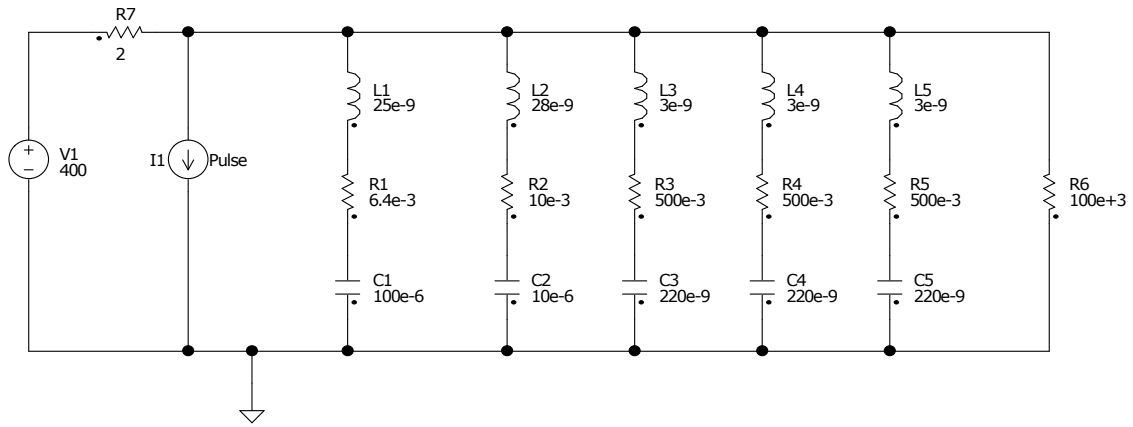 R7
2
V1
400
I1
Pulse
L1
25e-9
L2
28e-9
L3
3e-9
L4
3e-9
L5
3e-9
R1
6.4e-3
R2
10e-3
R3
500e-3
R4
500e-3
R5
500e-3
R6
100e+3
C1
100e-6
C2
10e-6
C3
220e-9
C4
220e-9
C5
220e-9